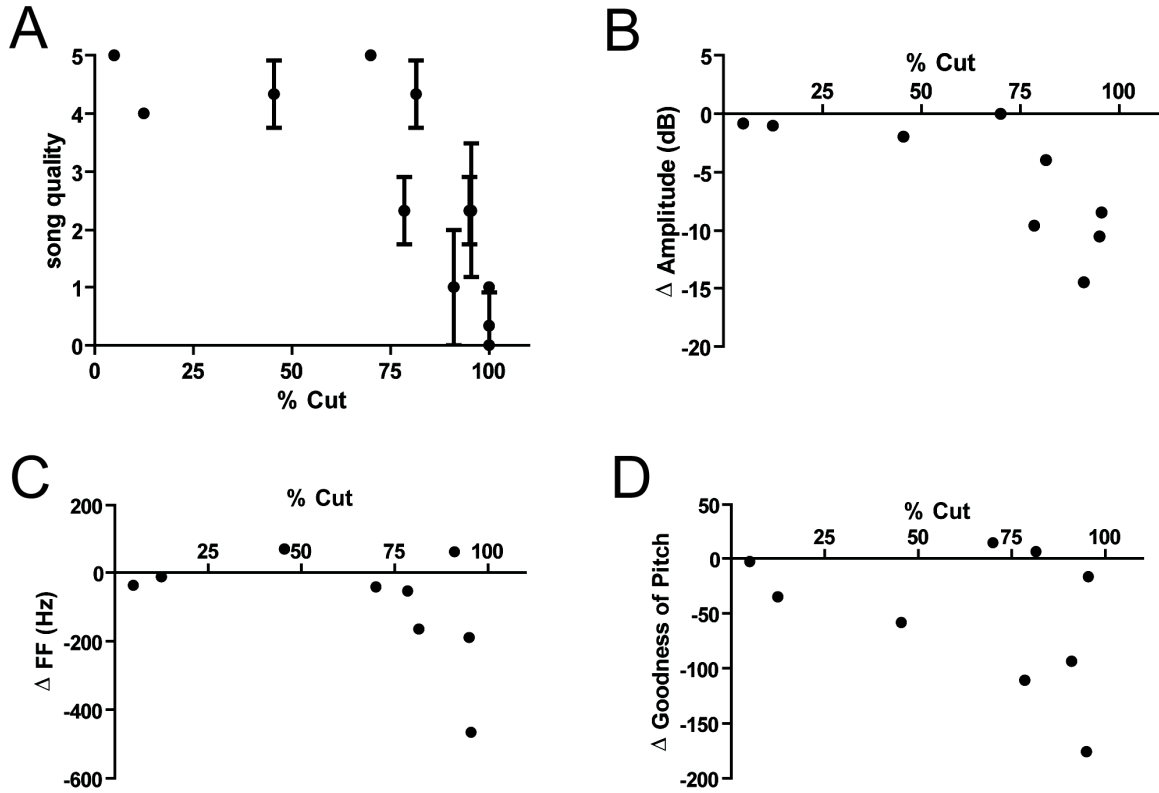 A
song quality
5
4
3
2
1
0
0 25 50 75 100
% Cut
B
Δ Amplitude (dB)
% Cut
5
25 50 75 100
0
-5
-10
-15
-20
C
Δ FF (Hz)
% Cut
200
25 50 75 100
0
-200
-400
-600
D
Δ Goodness of Pitch
50
% Cut
25 50 75 100
0
-50
-100
-150
-200